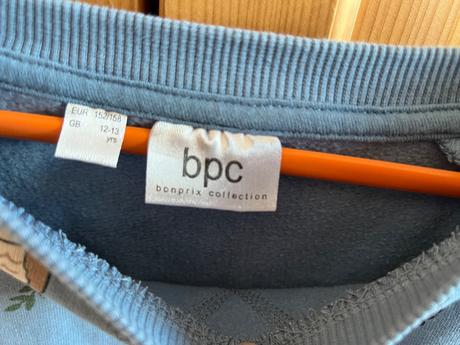 EUR 152/158
GB 12-13
yrs
bpc
bonprix collection